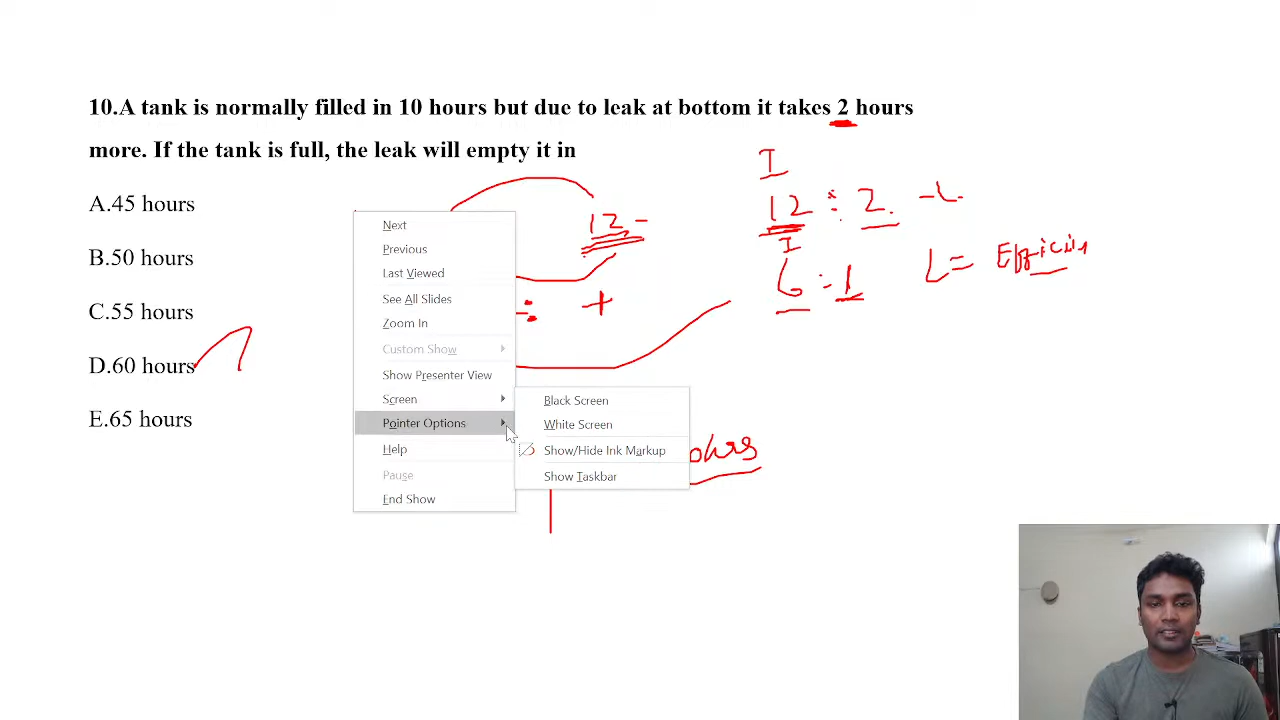 10.A tank is normally filled in 10 hours but due to leak at bottom it takes 2 hours
more. If the tank is full, the leak will empty it in
A.45 hours
B.50 hours
C.55 hours
D.60 hours
E.65 hours
I
12 : 2. -L
I
6 : 1
L =
12 -
: +
Next
Previous
Last Viewed
See All Slides
Zoom In
Custom Show
Show Presenter View
Screen
Pointer Options
Help
Pause
End Show
Black Screen
White Screen
Show/Hide Ink Markup
Show Taskbar